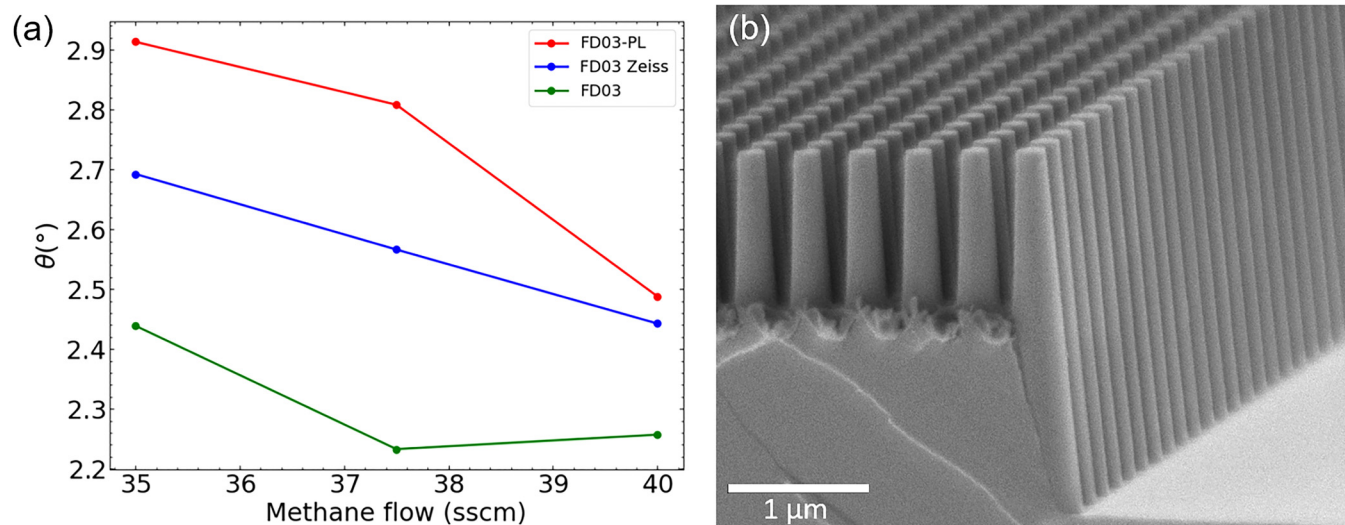 (a)
2.9
2.8
2.7
2.6
2.5
2.4
2.3
2.2
θ(°)
FD03-PL
FD03 Zeiss
FD03
35 36 37 38 39 40
Methane flow (sscm)
(b)
1 µm